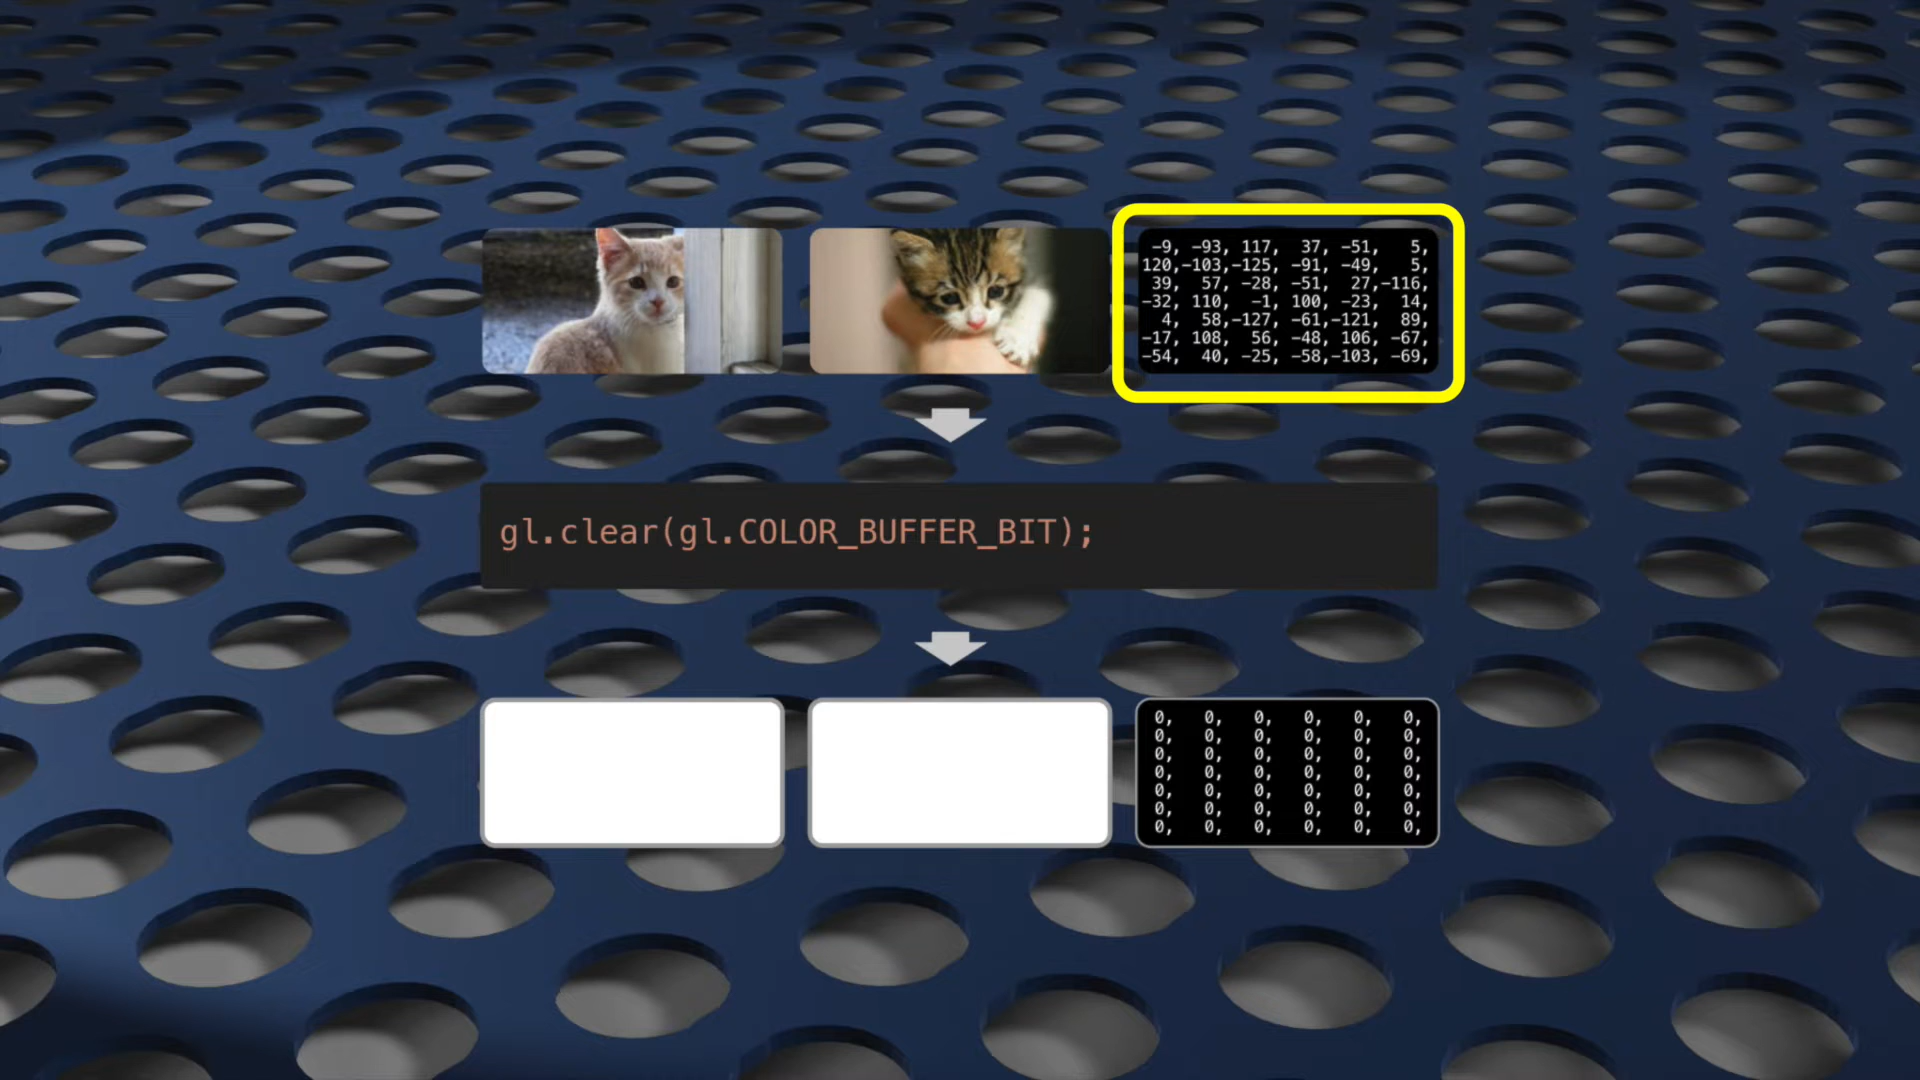 -9, -93, 117, 37, -51, 5,
120,-103,-125, -91, -49, 5,
39, 57, -28, -51, 27,-116,
-32, 110, -1, 100, -23, 14,
4, 58,-127, -61,-121, 89,
-17, 108, 56, -48, 106, -67,
-54, 40, -25, -58,-103, -69,
gl.clear(gl.COLOR_BUFFER_BIT);
0, 0, 0, 0, 0, 0,
0, 0, 0, 0, 0, 0,
0, 0, 0, 0, 0, 0,
0, 0, 0, 0, 0, 0,
0, 0, 0, 0, 0, 0,
0, 0, 0, 0, 0, 0,
0, 0, 0, 0, 0, 0,